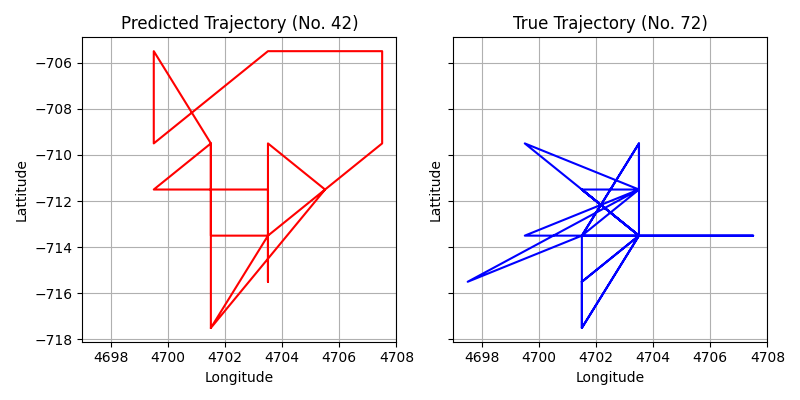 Predicted Trajectory (No. 42)
True Trajectory (No. 72)
−706
−708
−710
−712
−714
−716
−718
Lattitude
Lattitude
4698 4700 4702 4704 4706 4708
4698 4700 4702 4704 4706 4708
Longitude
Longitude